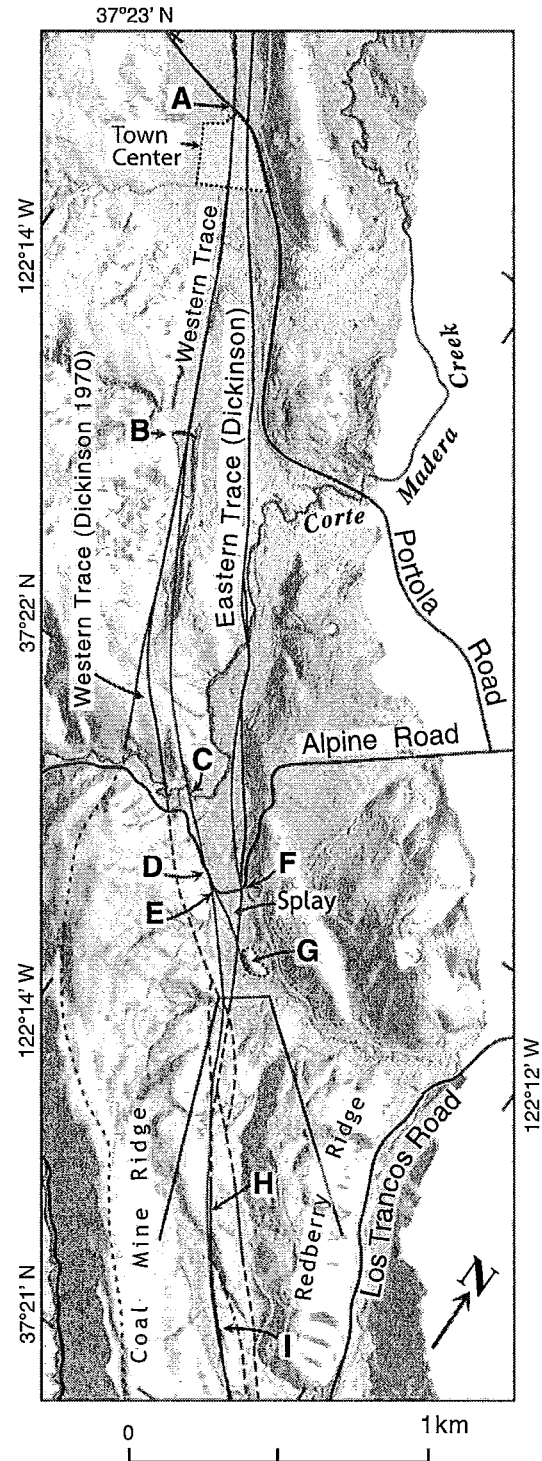 37°23' N
A
Town
Center
122°14' W
Western Trace
Creek
Eastern Trace (Dickinson)
B
Western Trace (Dickinson 1970)
Madera
Corte
Portola
Road
37°22' N
Alpine Road
C
D
F
E
Splay
G
122°14' W
122°12' W
Coal Mine Ridge
H
Redberry
Ridge
Los Trancos Road
N
37°21' N
I
0
1km